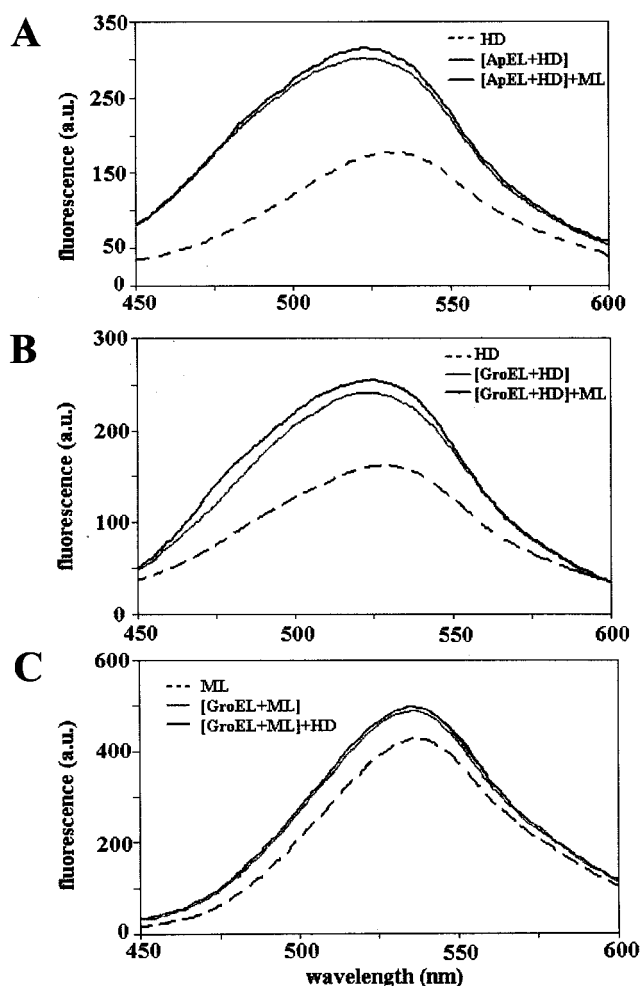 A
350
250
150
50
0
fluorescence (a.u.)
HD
[ApEL+HD]
[ApEL+HD]+ML
450
500
550
600
B
300
200
100
0
fluorescence (a.u.)
HD
[GroEL+HD]
[GroEL+HD]+ML
450
500
550
600
C
600
400
200
0
fluorescence (a.u.)
ML
[GroEL+ML]
[GroEL+ML]+HD
450
500
550
600
wavelength (nm)